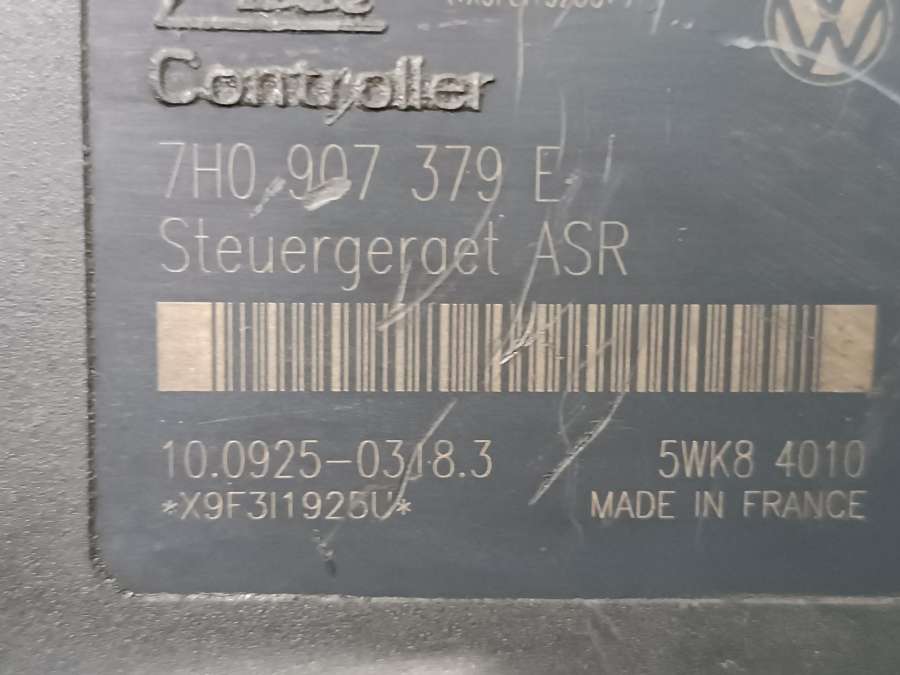 Controller
7H0 907 379 E
Steuergeraet ASR
10.0925-0318.3 5WK8 4010
*X9F3I1925U* MADE IN FRANCE